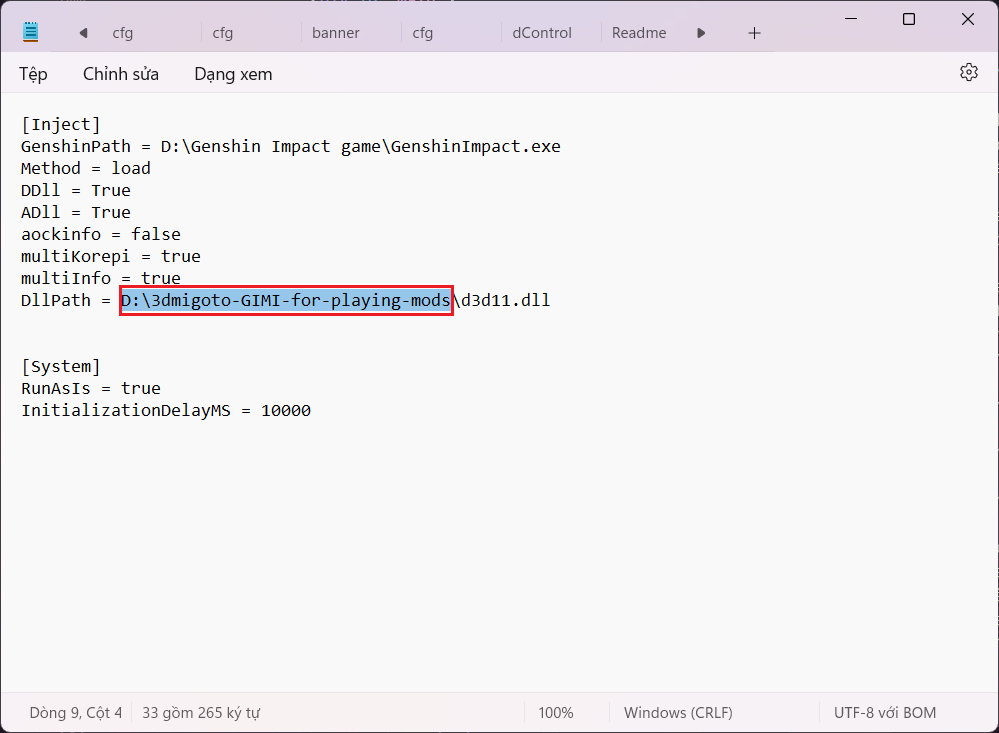 cfg cfg banner cfg dControl Readme
Tệp Chỉnh sửa Dạng xem
[Inject]
GenshinPath = D:\Genshin Impact game\GenshinImpact.exe
Method = load
DDll = True
ADll = True
aockinfo = false
multiKorepi = true
multiInfo = true
DllPath = D:\3dmigoto-GIMI-for-playing-mods\d3d11.dll
[System]
RunAsIs = true
InitializationDelayMS = 10000
Dòng 9, Cột 4 33 gồm 265 ký tự 100% Windows (CRLF) UTF-8 với BOM